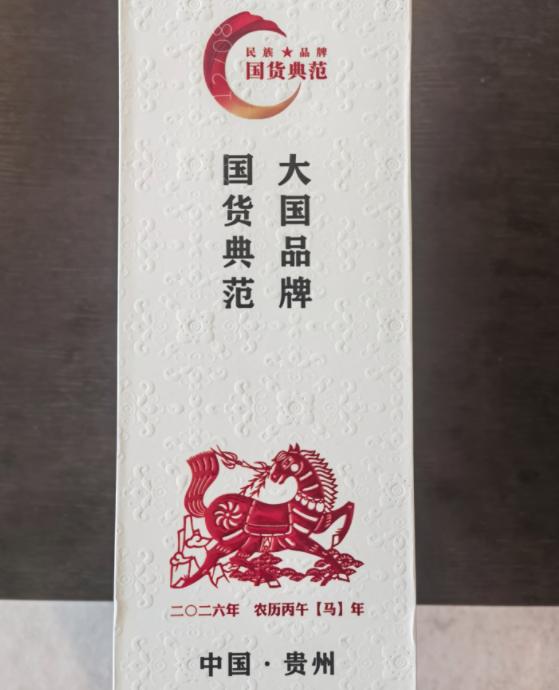 民族★品牌
国货典范
12708
大国品牌
国货典范
二〇二六年 农历丙午【马】年
中国·贵州